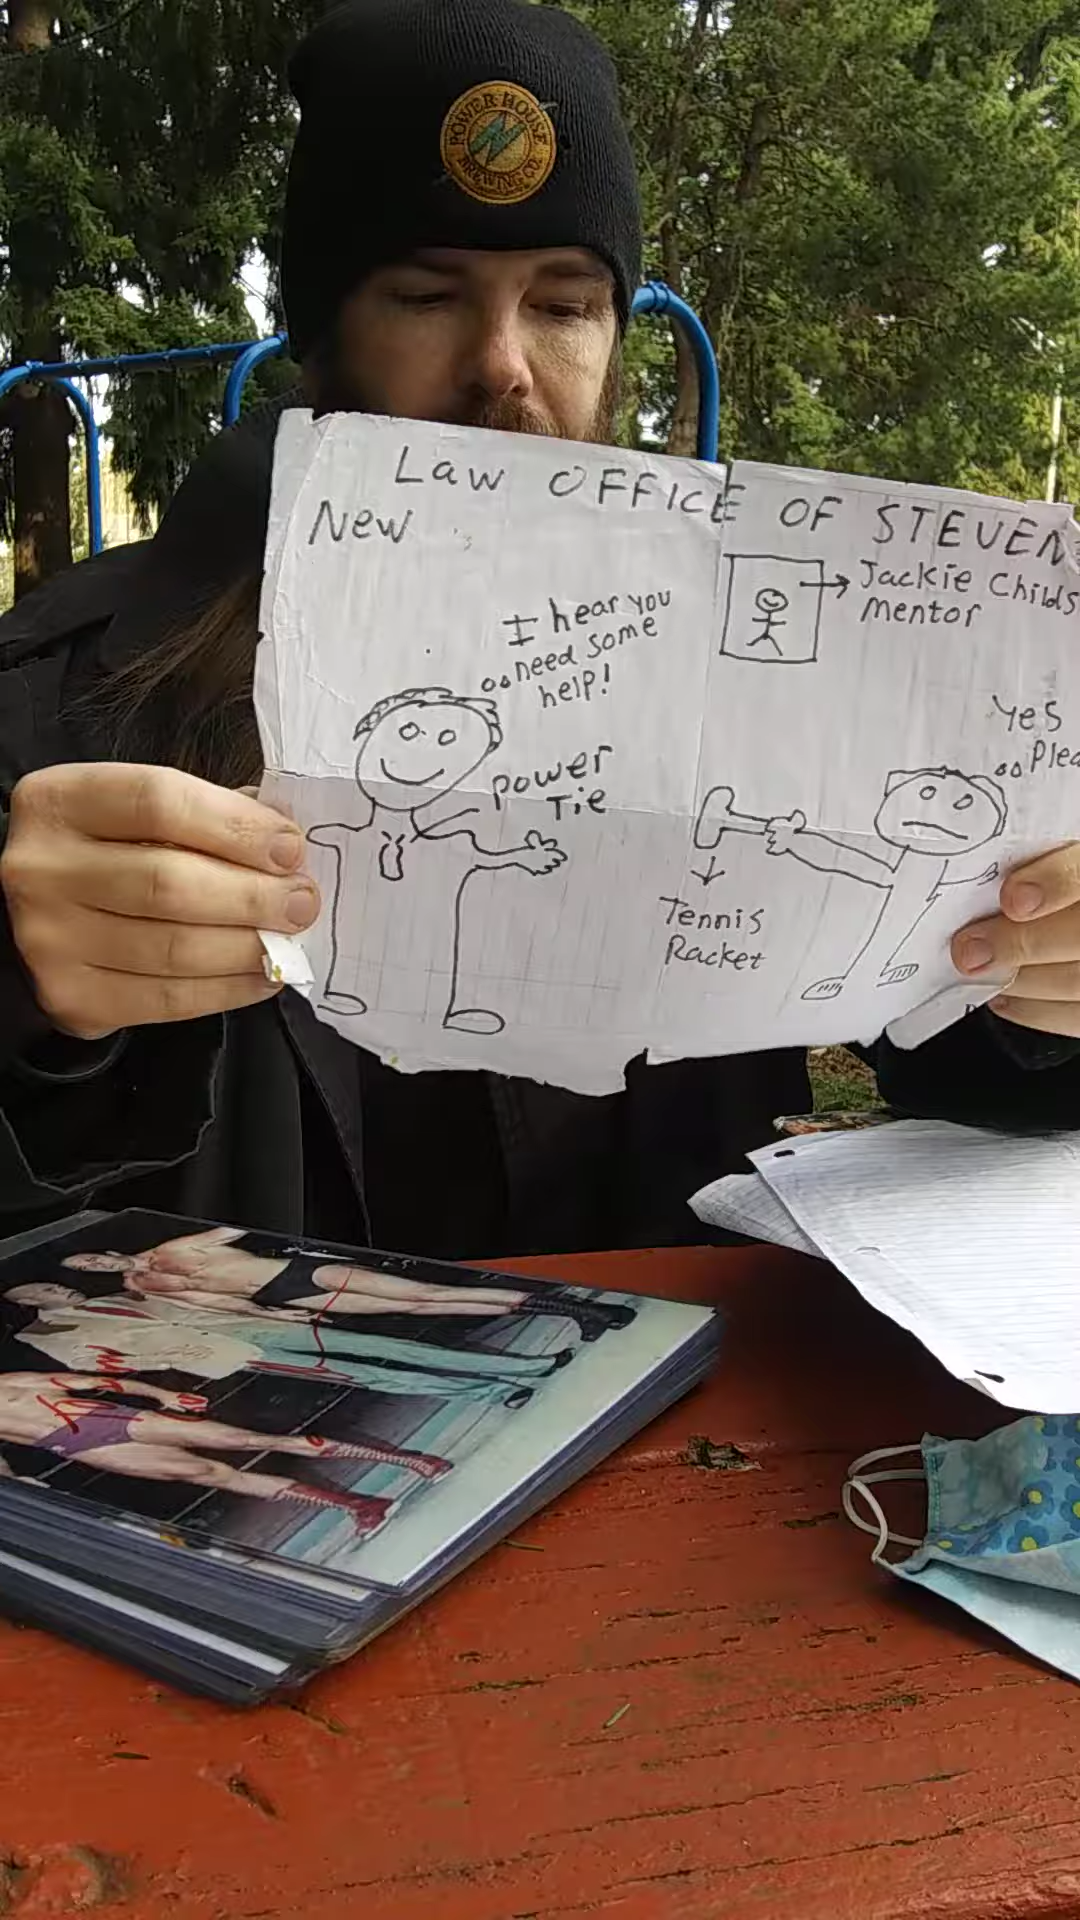 POWER HOUSE
BREWING CO.
Law OFFICE OF STEVEN
New
Jackie Childs
mentor
I hear you
need some
help!
Yes
Plea
Power
Tie
Tennis
Racket